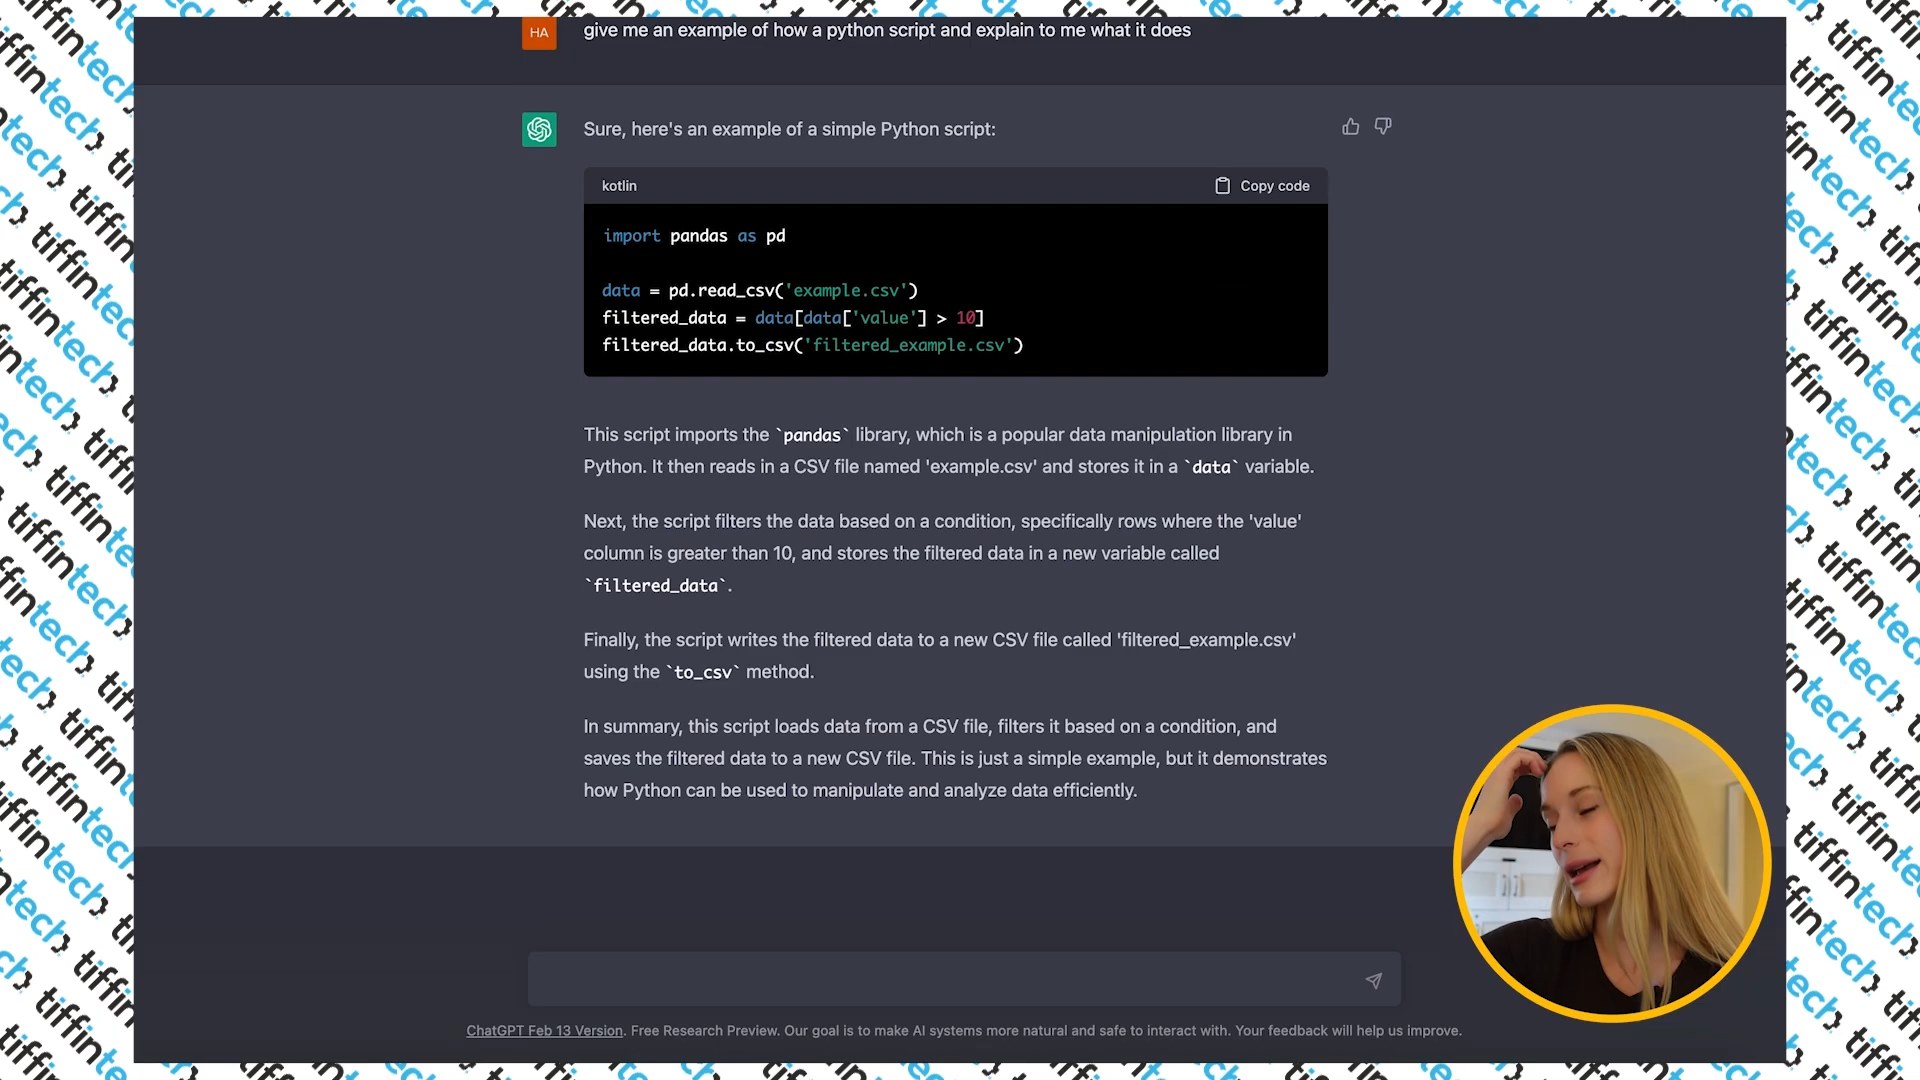 HA
give me an example of how a python script and explain to me what it does
Sure, here's an example of a simple Python script:
kotlin
Copy code
import pandas as pd
data = pd.read_csv('example.csv')
filtered_data = data[data['value'] > 10]
filtered_data.to_csv('filtered_example.csv')
This script imports the `pandas` library, which is a popular data manipulation library in
Python. It then reads in a CSV file named 'example.csv' and stores it in a `data` variable.
Next, the script filters the data based on a condition, specifically rows where the 'value'
column is greater than 10, and stores the filtered data in a new variable called
`filtered_data`.
Finally, the script writes the filtered data to a new CSV file called 'filtered_example.csv'
using the `to_csv` method.
In summary, this script loads data from a CSV file, filters it based on a condition, and
saves the filtered data to a new CSV file. This is just a simple example, but it demonstrates
how Python can be used to manipulate and analyze data efficiently.
ChatGPT Feb 13 Version. Free Research Preview. Our goal is to make AI systems more natural and safe to interact with. Your feedback will help us improve.
tiffintech